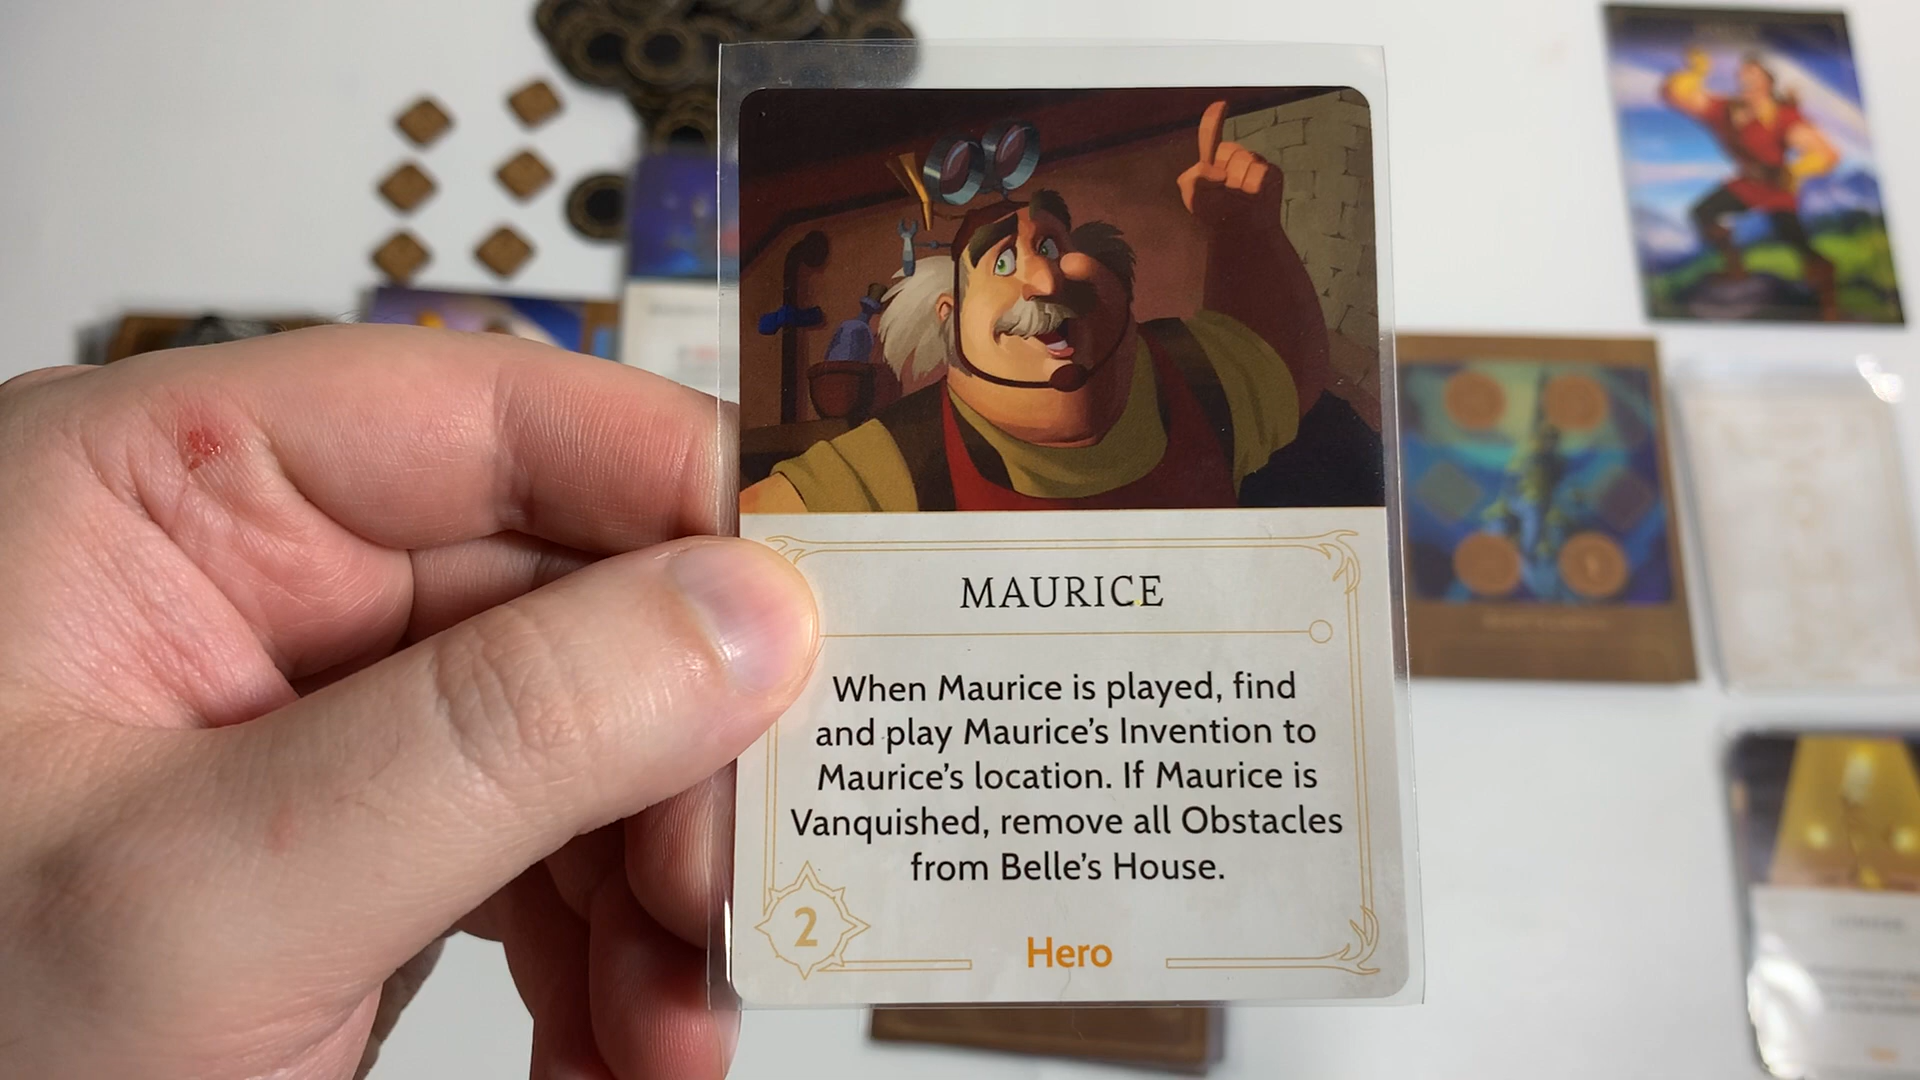 MAURICE
When Maurice is played, find
and play Maurice's Invention to
Maurice's location. If Maurice is
Vanquished, remove all Obstacles
from Belle's House.
2
Hero